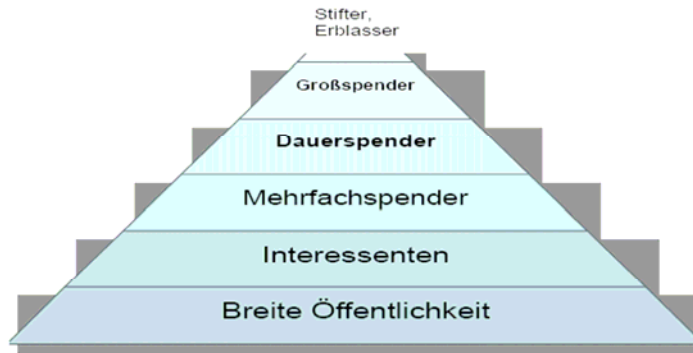 Stifter,
Erblasser
Großspender
Dauerspender
Mehrfachspender
Interessenten
Breite Öffentlichkeit